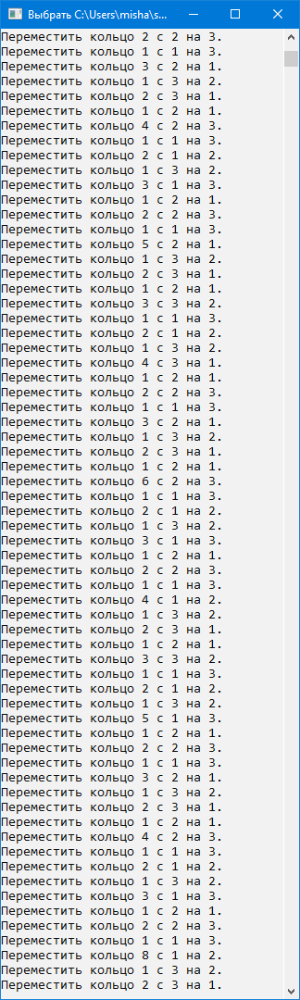 Выбрать C:\Users\misha\s...
Переместить кольцо 2 с 2 на 3.
Переместить кольцо 1 с 1 на 3.
Переместить кольцо 3 с 2 на 1.
Переместить кольцо 1 с 3 на 2.
Переместить кольцо 2 с 3 на 1.
Переместить кольцо 1 с 2 на 1.
Переместить кольцо 4 с 2 на 3.
Переместить кольцо 1 с 1 на 3.
Переместить кольцо 2 с 1 на 2.
Переместить кольцо 1 с 3 на 2.
Переместить кольцо 3 с 1 на 3.
Переместить кольцо 1 с 2 на 1.
Переместить кольцо 2 с 2 на 3.
Переместить кольцо 1 с 1 на 3.
Переместить кольцо 5 с 2 на 1.
Переместить кольцо 1 с 3 на 2.
Переместить кольцо 2 с 3 на 1.
Переместить кольцо 1 с 2 на 1.
Переместить кольцо 3 с 3 на 2.
Переместить кольцо 1 с 1 на 3.
Переместить кольцо 2 с 1 на 2.
Переместить кольцо 1 с 3 на 2.
Переместить кольцо 4 с 3 на 1.
Переместить кольцо 1 с 2 на 1.
Переместить кольцо 2 с 2 на 3.
Переместить кольцо 1 с 1 на 3.
Переместить кольцо 3 с 2 на 1.
Переместить кольцо 1 с 3 на 2.
Переместить кольцо 2 с 3 на 1.
Переместить кольцо 1 с 2 на 1.
Переместить кольцо 6 с 2 на 3.
Переместить кольцо 1 с 1 на 3.
Переместить кольцо 2 с 1 на 2.
Переместить кольцо 1 с 3 на 2.
Переместить кольцо 3 с 1 на 3.
Переместить кольцо 1 с 2 на 1.
Переместить кольцо 2 с 2 на 3.
Переместить кольцо 1 с 1 на 3.
Переместить кольцо 4 с 1 на 2.
Переместить кольцо 1 с 3 на 2.
Переместить кольцо 2 с 3 на 1.
Переместить кольцо 1 с 2 на 1.
Переместить кольцо 3 с 3 на 2.
Переместить кольцо 1 с 1 на 3.
Переместить кольцо 2 с 1 на 2.
Переместить кольцо 1 с 3 на 2.
Переместить кольцо 5 с 1 на 3.
Переместить кольцо 1 с 2 на 1.
Переместить кольцо 2 с 2 на 3.
Переместить кольцо 1 с 1 на 3.
Переместить кольцо 3 с 2 на 1.
Переместить кольцо 1 с 3 на 2.
Переместить кольцо 2 с 3 на 1.
Переместить кольцо 1 с 2 на 1.
Переместить кольцо 4 с 2 на 3.
Переместить кольцо 1 с 1 на 3.
Переместить кольцо 2 с 1 на 2.
Переместить кольцо 1 с 3 на 2.
Переместить кольцо 3 с 1 на 3.
Переместить кольцо 1 с 2 на 1.
Переместить кольцо 2 с 2 на 3.
Переместить кольцо 1 с 1 на 3.
Переместить кольцо 8 с 1 на 2.
Переместить кольцо 1 с 3 на 2.
Переместить кольцо 2 с 3 на 1.